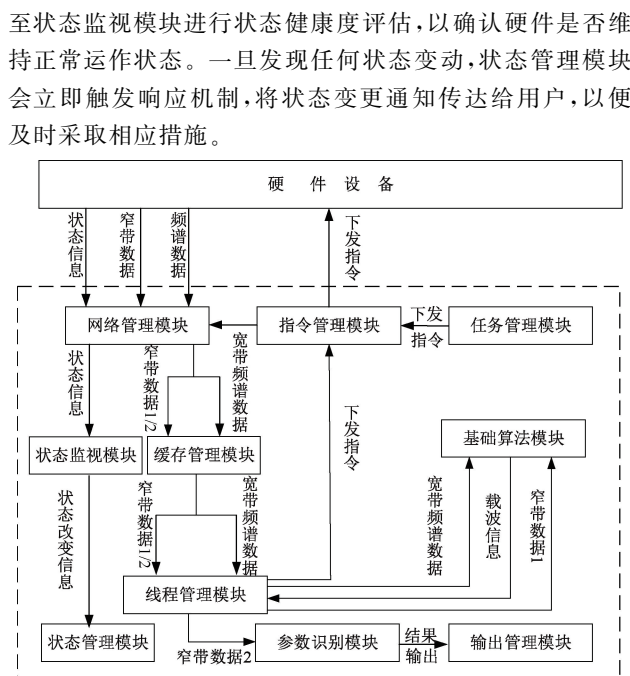 至状态监视模块进行状态健康度评估,以确认硬件是否维
持正常运作状态。一旦发现任何状态变动,状态管理模块
会立即触发响应机制,将状态变更通知传达给用户,以便
及时采取相应措施。
硬件设备
状态信息
窄带数据
频谱数据
下发指令
网络管理模块
指令管理模块
下发
指令
任务管理模块
状态信息
窄带数据1/2
宽带频谱数据
下发指令
基础算法模块
状态监视模块
缓存管理模块
状态改变信息
窄带数据1/2
宽带频谱数据
宽带频谱数据
载波信息
窄带数据1
线程管理模块
状态管理模块
窄带数据2
参数识别模块
结果
输出
输出管理模块